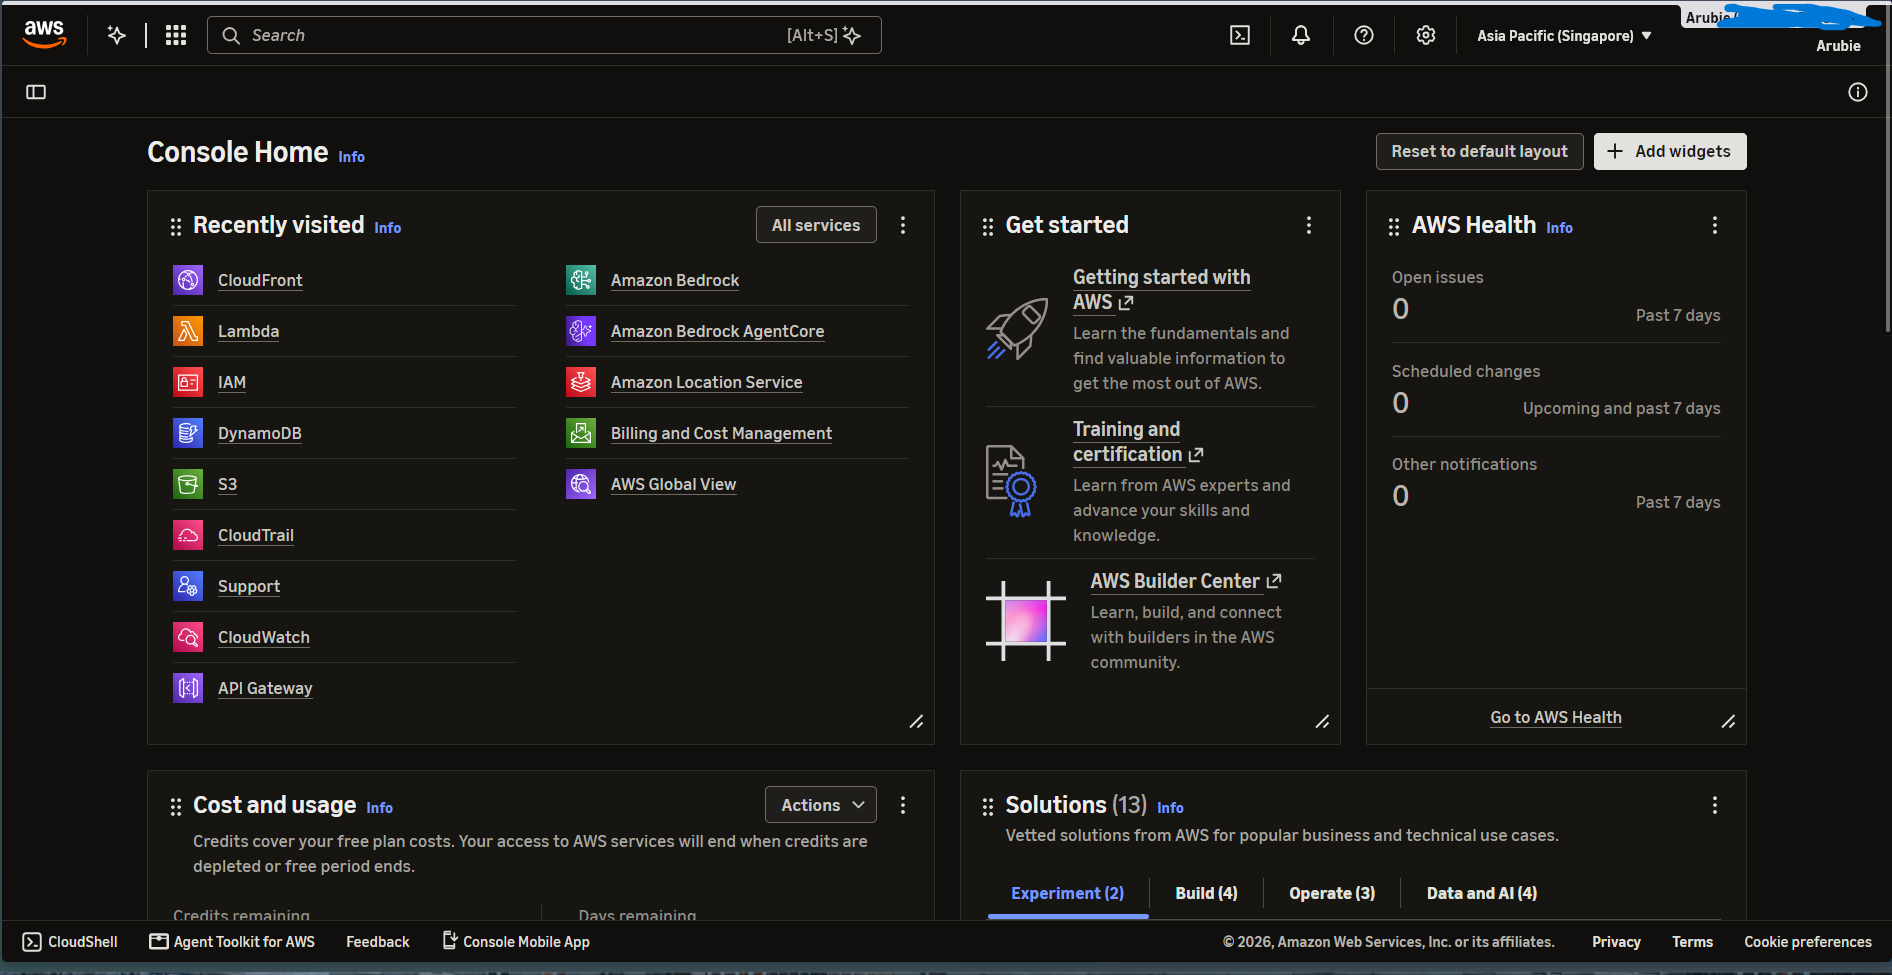 aws
Search [Alt+S]
Asia Pacific (Singapore)
Arubie
Arubie
Console Home Info
Reset to default layout
Add widgets
Recently visited Info
All services
CloudFront
Lambda
IAM
DynamoDB
S3
CloudTrail
Support
CloudWatch
API Gateway
Amazon Bedrock
Amazon Bedrock AgentCore
Amazon Location Service
Billing and Cost Management
AWS Global View
Get started
Getting started with
AWS
Learn the fundamentals and
find valuable information to
get the most out of AWS.
Training and
certification
Learn from AWS experts and
advance your skills and
knowledge.
AWS Builder Center
Learn, build, and connect
with builders in the AWS
community.
AWS Health Info
Open issues
0 Past 7 days
Scheduled changes
0 Upcoming and past 7 days
Other notifications
0 Past 7 days
Go to AWS Health
Cost and usage Info
Actions
Credits cover your free plan costs. Your access to AWS services will end when credits are
depleted or free period ends.
Credits remaining Days remaining
Solutions (13) Info
Vetted solutions from AWS for popular business and technical use cases.
Experiment (2) Build (4) Operate (3) Data and AI (4)
CloudShell Agent Toolkit for AWS Feedback Console Mobile App © 2026, Amazon Web Services, Inc. or its affiliates. Privacy Terms Cookie preferences